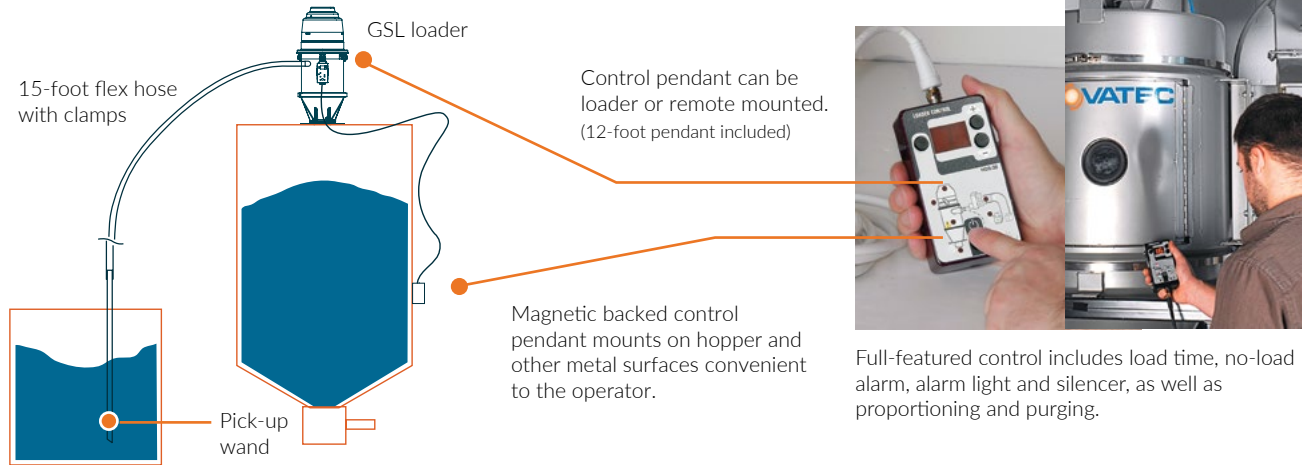 GSL loader
15-foot flex hose
with clamps
Control pendant can be
loader or remote mounted.
(12-foot pendant included)
LOADER CONTROL
+
-
OVATEC
Magnetic backed control
pendant mounts on hopper and
other metal surfaces convenient
to the operator.
Full-featured control includes load time, no-load
alarm, alarm light and silencer, as well as
proportioning and purging.
Pick-up
wand